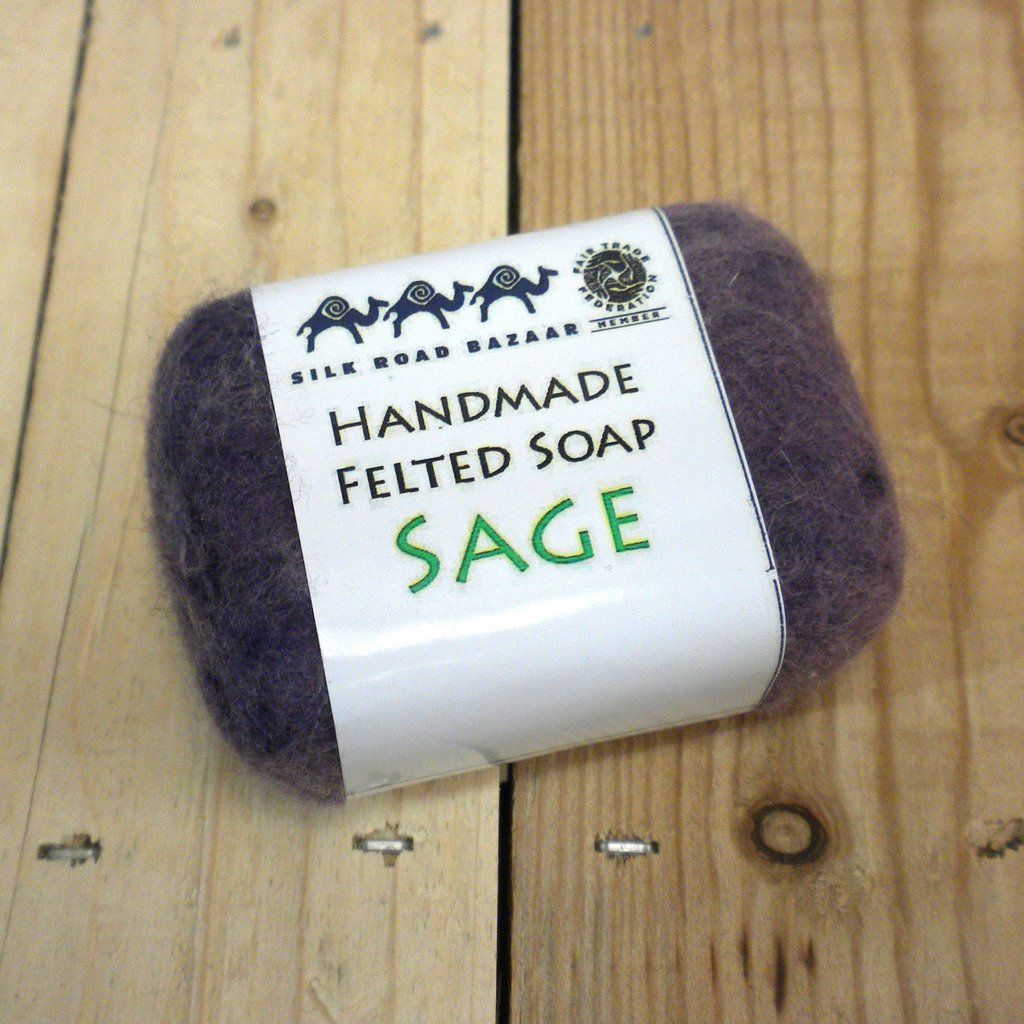 FAIR TRADE
FEDERATION
MEMBER
SILK ROAD BAZAAR
HANDMADE
FELTED SOAP
SAGE